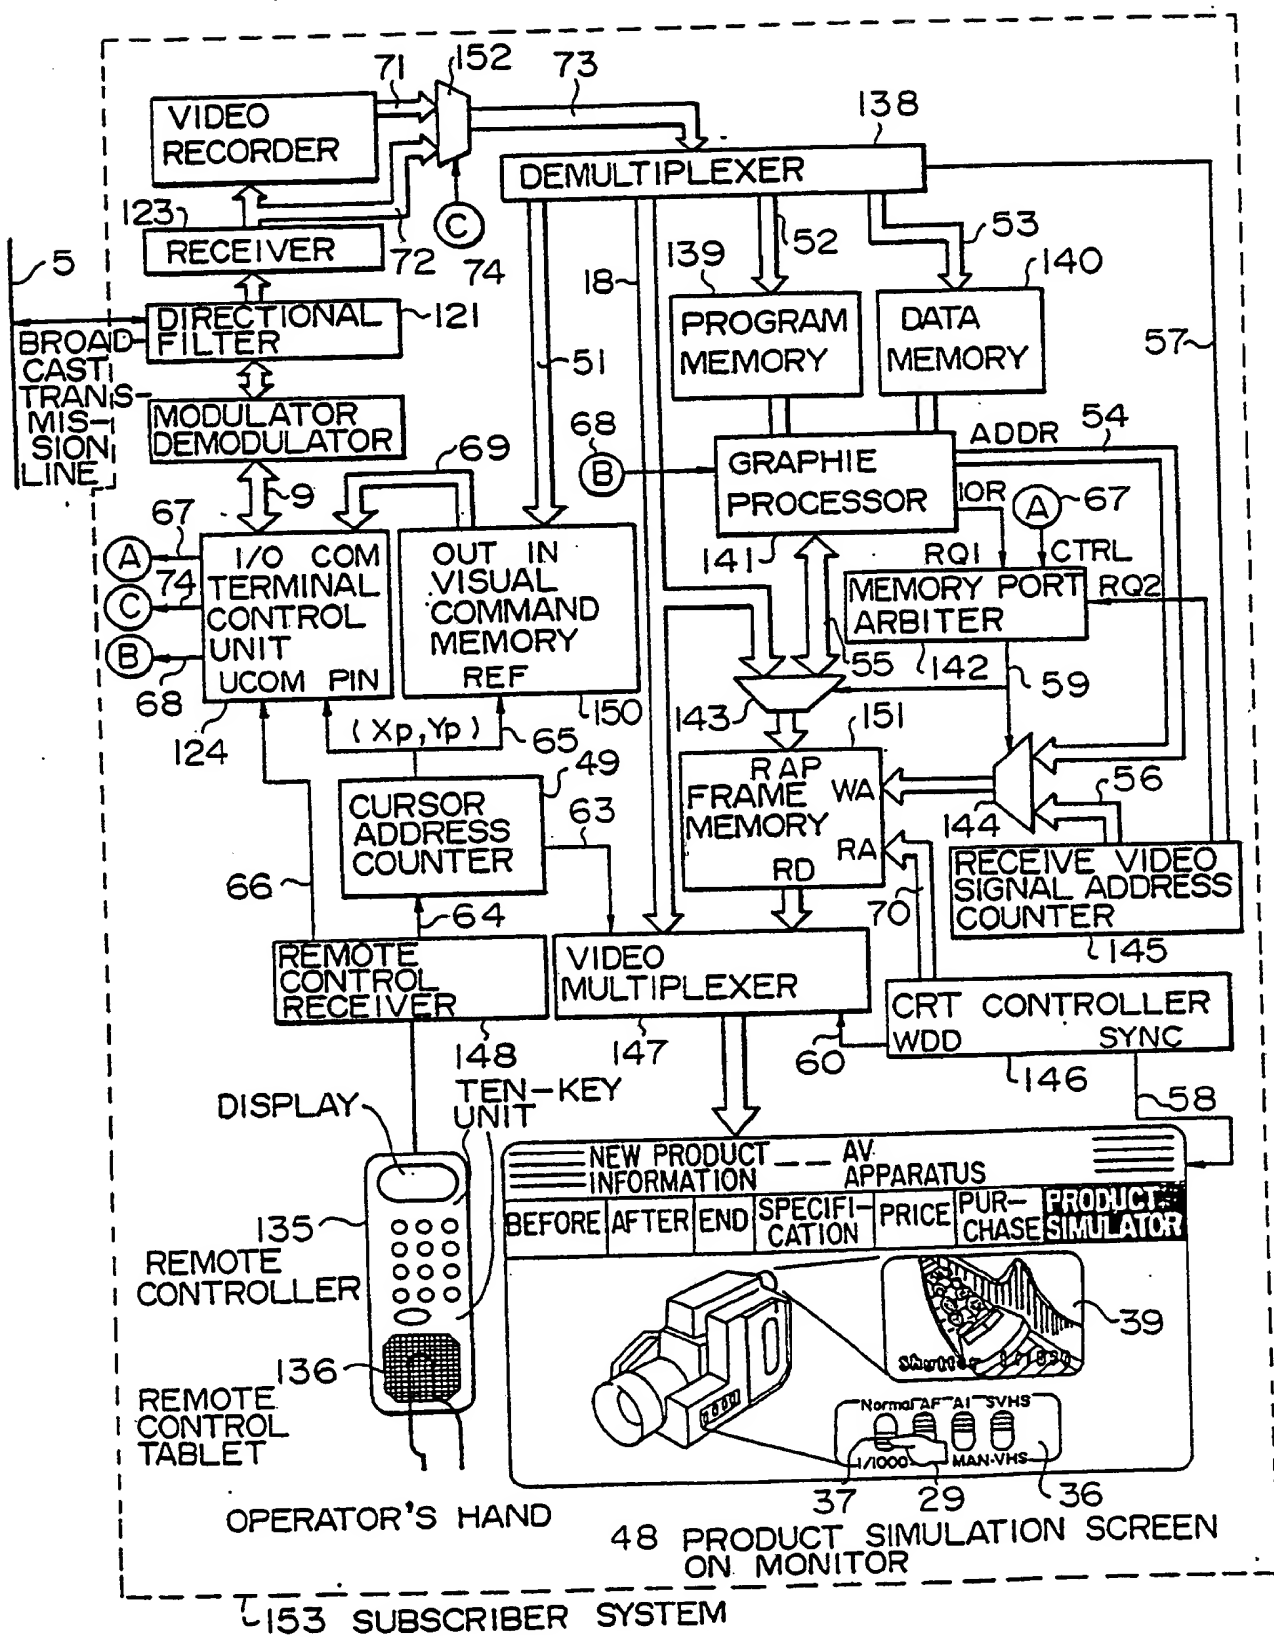 71
152
73
138
VIDEO
RECORDER
DEMULTIPLEXER
C
74
123
RECEIVER
72
5
18
52
53
139
140
57
DIRECTIONAL
FILTER
121
BROAD
CAST
TRANS-
MIS-
SION
LINE
51
PROGRAM
MEMORY
DATA
MEMORY
MODULATOR
DEMODULATOR
69
68
B
ADDR
54
GRAPHIE
PROCESSOR
IOR
A
67
9
141
RQ1
CTRL
67
A
74
C
B
68
I/O COM
TERMINAL
CONTROL
UNIT
UCOM PIN
OUT IN
VISUAL
COMMAND
MEMORY
REF
MEMORY PORT
ARBITER
RQ2
55
142
59
124
(Xp,Yp)
65
150
143
151
49
RAP
FRAME
MEMORY
WA
RA
RD
144
56
CURSOR
ADDRESS
COUNTER
63
66
64
70
RECEIVE VIDEO
SIGNAL ADDRESS
COUNTER
145
REMOTE
CONTROL
RECEIVER
VIDEO
MULTIPLEXER
CRT CONTROLLER
WDD SYNC
148
147
60
146
58
TEN-KEY
UNIT
DISPLAY
NEW PRODUCT
INFORMATION
AV
APPARATUS
BEFORE
AFTER
END
SPECIFI-
CATION
PRICE
PUR-
CHASE
PRODUCT
SIMULATOR
135
REMOTE
CONTROLLER
39
Shutter 1/1000
136
REMOTE
CONTROL
TABLET
Normal AF AI SVHS
1/1000 MAN-VHS
37
29
36
OPERATOR'S HAND
48 PRODUCT SIMULATION SCREEN
ON MONITOR
153 SUBSCRIBER SYSTEM